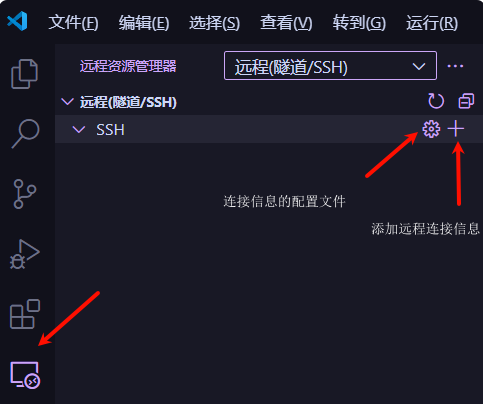 文件(F) 编辑(E) 选择(S) 查看(V) 转到(G) 运行(R)
远程资源管理器 远程(隧道/SSH)
远程(隧道/SSH)
SSH
连接信息的配置文件
添加远程连接信息